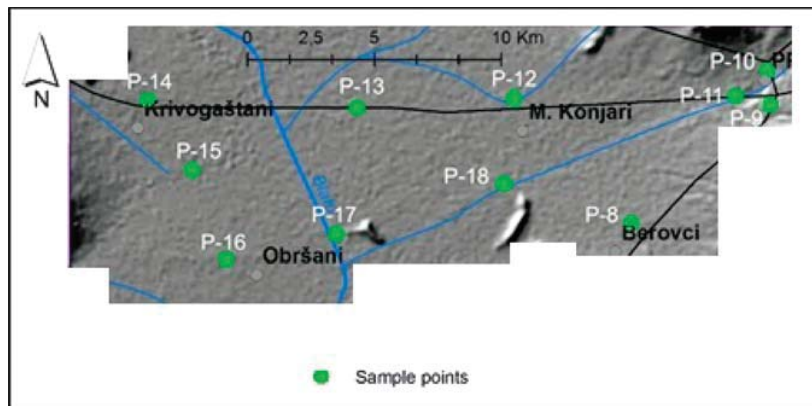 0 2,5 5 10 Km
P-10
P-14
P-13
P-12
P-11
P-9
Krivogaštani
M. Konjari
P-15
P-18
P-8
P-17
Berovci
P-16
Obršani
N
Sample points